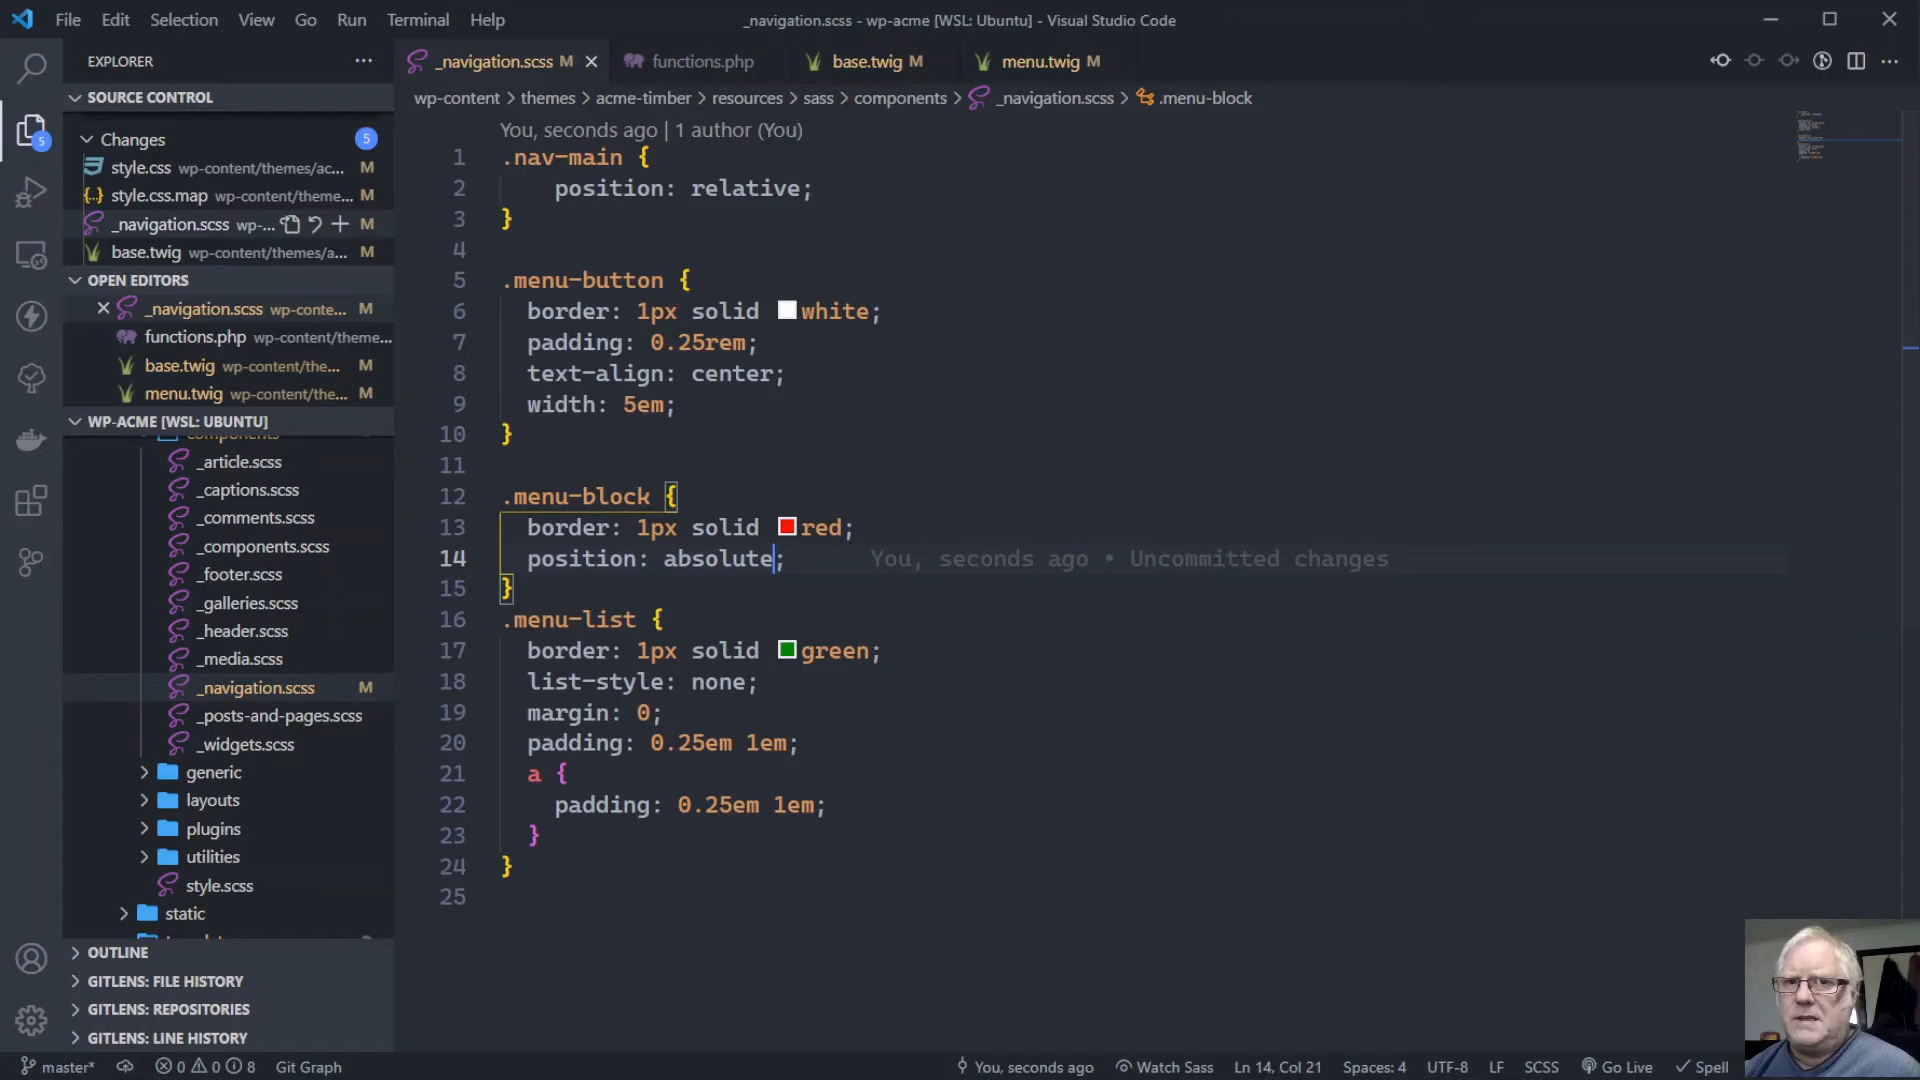 File Edit Selection View Go Run Terminal Help
_navigation.scss - wp-acme [WSL: Ubuntu] - Visual Studio Code
EXPLORER
SOURCE CONTROL
Changes 5
style.css wp-content/themes/ac... M
style.css.map wp-content/theme... M
_navigation.scss wp-... M
base.twig wp-content/themes/a... M
OPEN EDITORS
_navigation.scss wp-conte... M
functions.php wp-content/theme...
base.twig wp-content/the... M
menu.twig wp-content/the... M
WP-ACME [WSL: UBUNTU]
components
_article.scss
_captions.scss
_comments.scss
_components.scss
_footer.scss
_galleries.scss
_header.scss
_media.scss
_navigation.scss M
_posts-and-pages.scss
_widgets.scss
generic
layouts
plugins
utilities
style.scss
static
OUTLINE
GITLENS: FILE HISTORY
GITLENS: REPOSITORIES
GITLENS: LINE HISTORY
5
_navigation.scss M functions.php base.twig M menu.twig M
wp-content > themes > acme-timber > resources > sass > components > _navigation.scss > .menu-block
You, seconds ago | 1 author (You)
1 .nav-main {
2 position: relative;
3 }
4
5 .menu-button {
6 border: 1px solid white;
7 padding: 0.25rem;
8 text-align: center;
9 width: 5em;
10 }
11
12 .menu-block {
13 border: 1px solid red;
14 position: absolute; You, seconds ago • Uncommitted changes
15 }
16 .menu-list {
17 border: 1px solid green;
18 list-style: none;
19 margin: 0;
20 padding: 0.25em 1em;
21 a {
22 padding: 0.25em 1em;
23 }
24 }
25
master* 0 0 8 Git Graph You, seconds ago Watch Sass Ln 14, Col 21 Spaces: 4 UTF-8 LF SCSS Go Live Spell